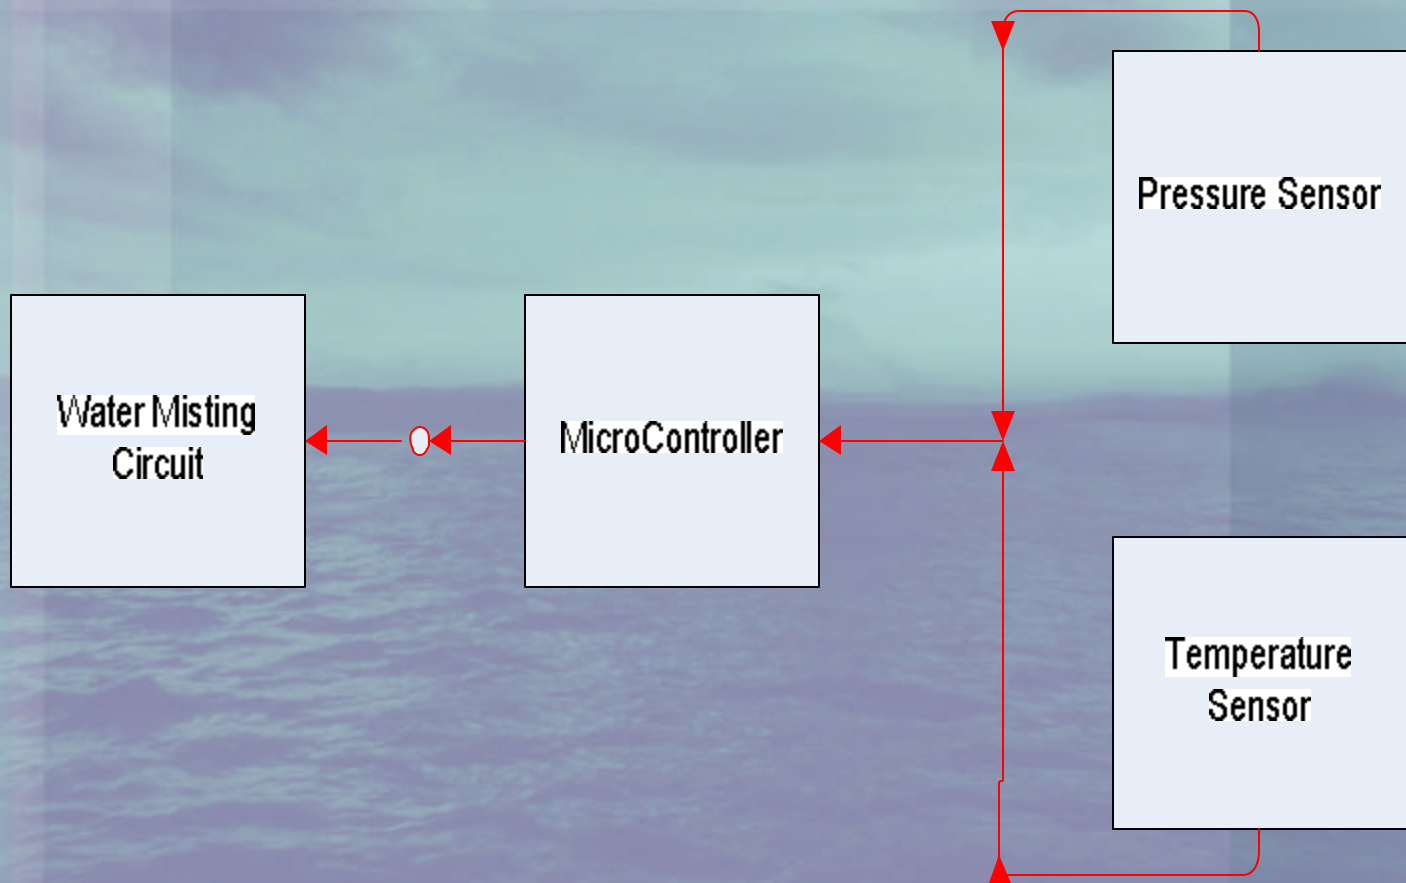 Pressure Sensor
Water Misting
Circuit
MicroController
Temperature
Sensor